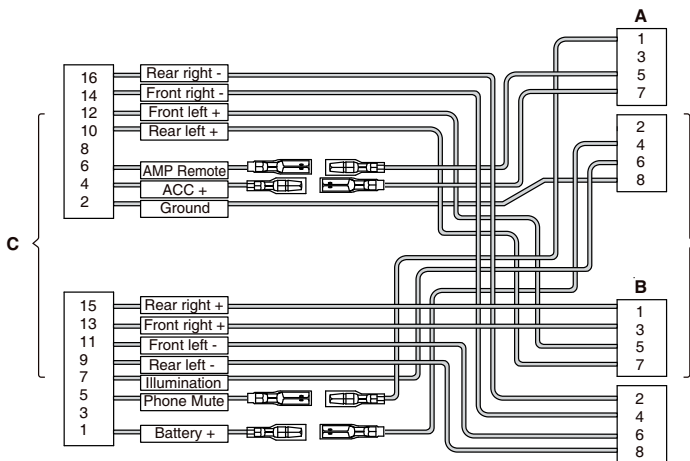 A
1
3
5
7
2
4
6
8
16
14
12
10
8
6
4
2
Rear right -
Front right -
Front left +
Rear left +
AMP Remote
ACC +
Ground
C
15
13
11
9
7
5
3
1
Rear right +
Front right +
Front left -
Rear left -
Illumination
Phone Mute
Battery +
B
1
3
5
7
2
4
6
8